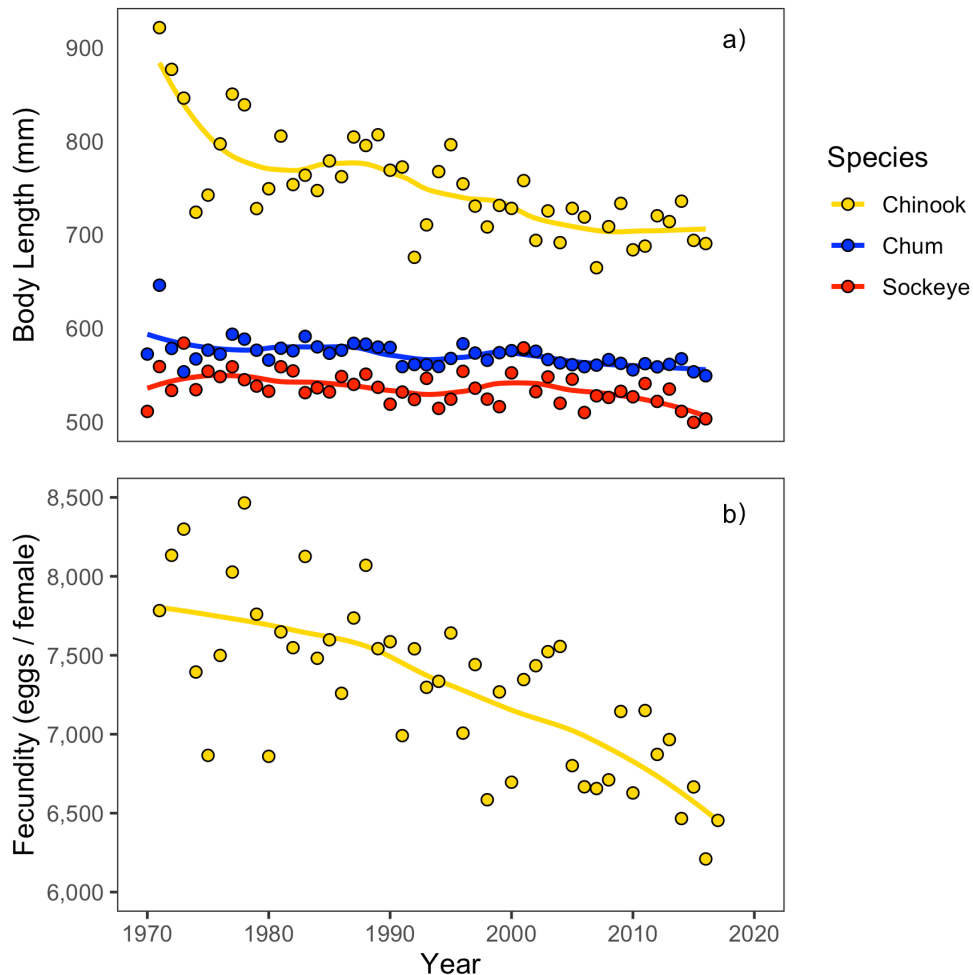 a)
900
800
700
600
500
Body Length (mm)
Species
Chinook
Chum
Sockeye
b)
8,500
8,000
7,500
7,000
6,500
6,000
Fecundity (eggs / female)
1970 1980 1990 2000 2010 2020
Year